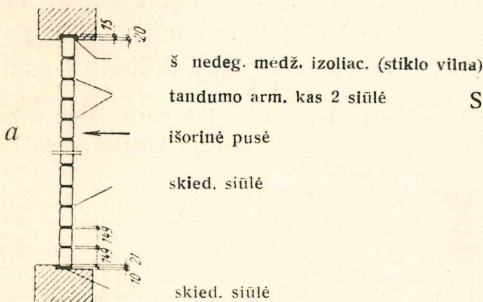 15
20
š nedeg. medž. izoliac. (stiklo vilna)
tandumo arm. kas 2 siūlė
S
a
išorinė pusė
skied. siūlė
149
149
10
21
skied. siūlė